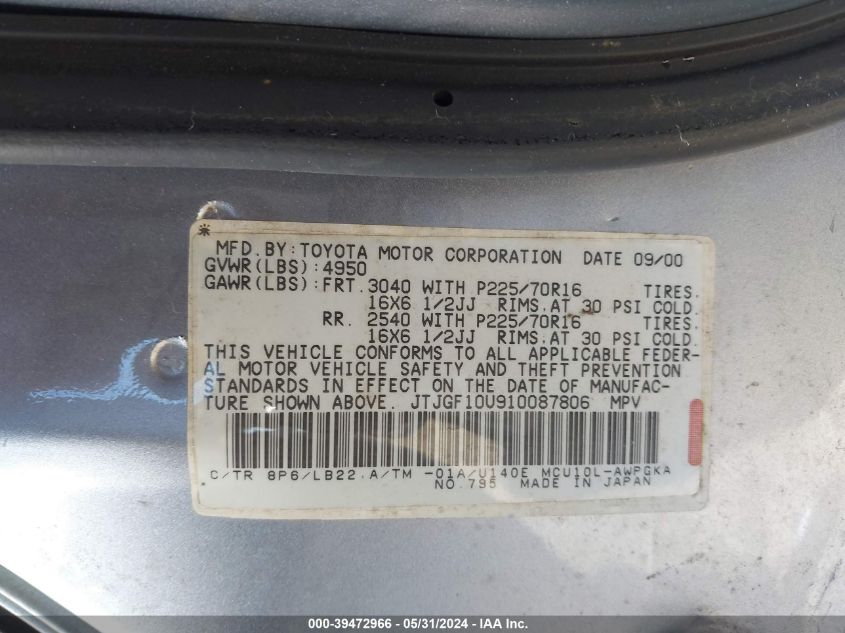 MFD.BY:TOYOTA MOTOR CORPORATION DATE 09/00
GVWR(LBS):4950
GAWR(LBS):FRT. 3040 WITH P225/70R16 TIRES.
16X6 1/2JJ RIMS.AT 30 PSI COLD.
RR. 2540 WITH P225/70R16 TIRES.
16X6 1/2JJ RIMS.AT 30 PSI COLD.
THIS VEHICLE CONFORMS TO ALL APPLICABLE FEDER-
AL MOTOR VEHICLE SAFETY AND THEFT PREVENTION
STANDARDS IN EFFECT ON THE DATE OF MANUFAC-
TURE SHOWN ABOVE. JTJGF10U910087806 MPV
C/TR 8P6/LB22 A/TM -01A/U140E MCU10L-AWPGKA
NO.795 MADE IN JAPAN
000-39472966 - 05/31/2024 - IAA Inc.